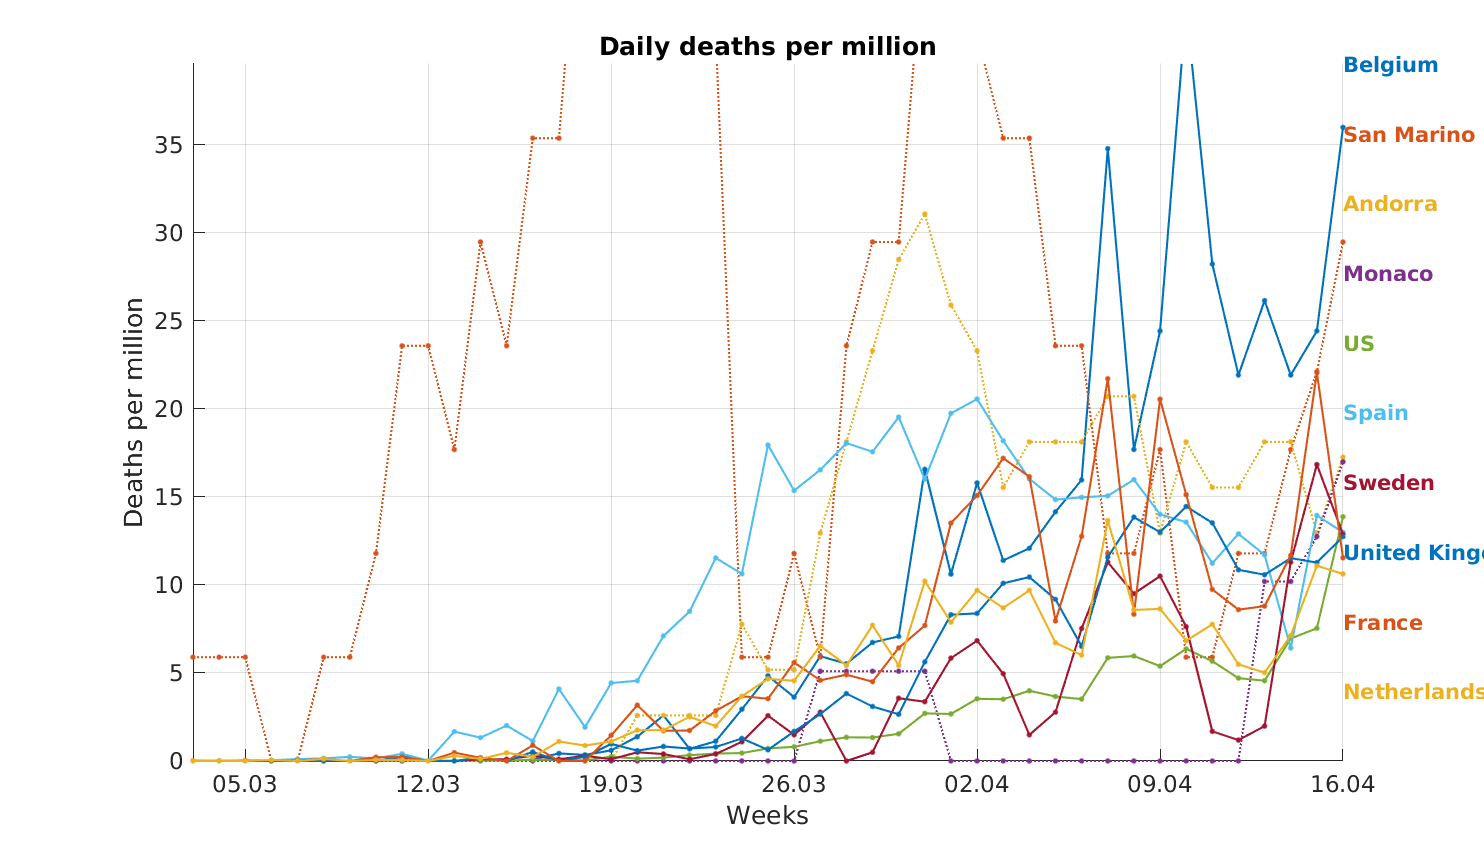 Daily deaths per million
Deaths per million
35
30
25
20
15
10
5
0
05.03
12.03
19.03
26.03
02.04
09.04
16.04
Weeks
Belgium
San Marino
Andorra
Monaco
US
Spain
Sweden
United King
France
Netherlands